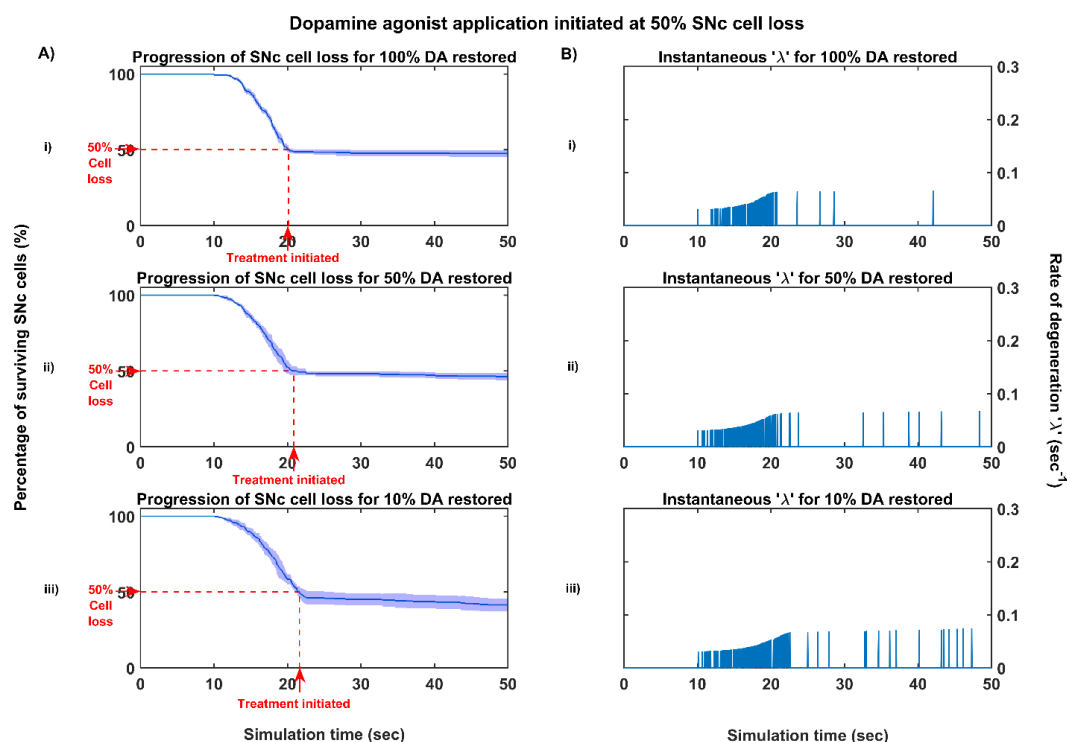 Dopamine agonist application initiated at 50% SNc cell loss
A)
Progression of SNc cell loss for 100% DA restored
100
50
0
0 10 20 30 40 50
50%
Cell
loss
i)
Treatment initiated
Progression of SNc cell loss for 50% DA restored
100
50
0
0 10 20 30 40 50
50%
Cell
loss
ii)
Treatment initiated
Progression of SNc cell loss for 10% DA restored
100
50
0
0 10 20 30 40 50
50%
Cell
loss
iii)
Treatment initiated
Percentage of surviving SNc cells (%)
Simulation time (sec)
B)
Instantaneous 'λ' for 100% DA restored
i)
0.3
0.2
0.1
0
0 10 20 30 40 50
Instantaneous 'λ' for 50% DA restored
ii)
0.3
0.2
0.1
0
0 10 20 30 40 50
Instantaneous 'λ' for 10% DA restored
iii)
0.3
0.2
0.1
0
0 10 20 30 40 50
Rate of degeneration 'λ' (sec⁻¹)
Simulation time (sec)